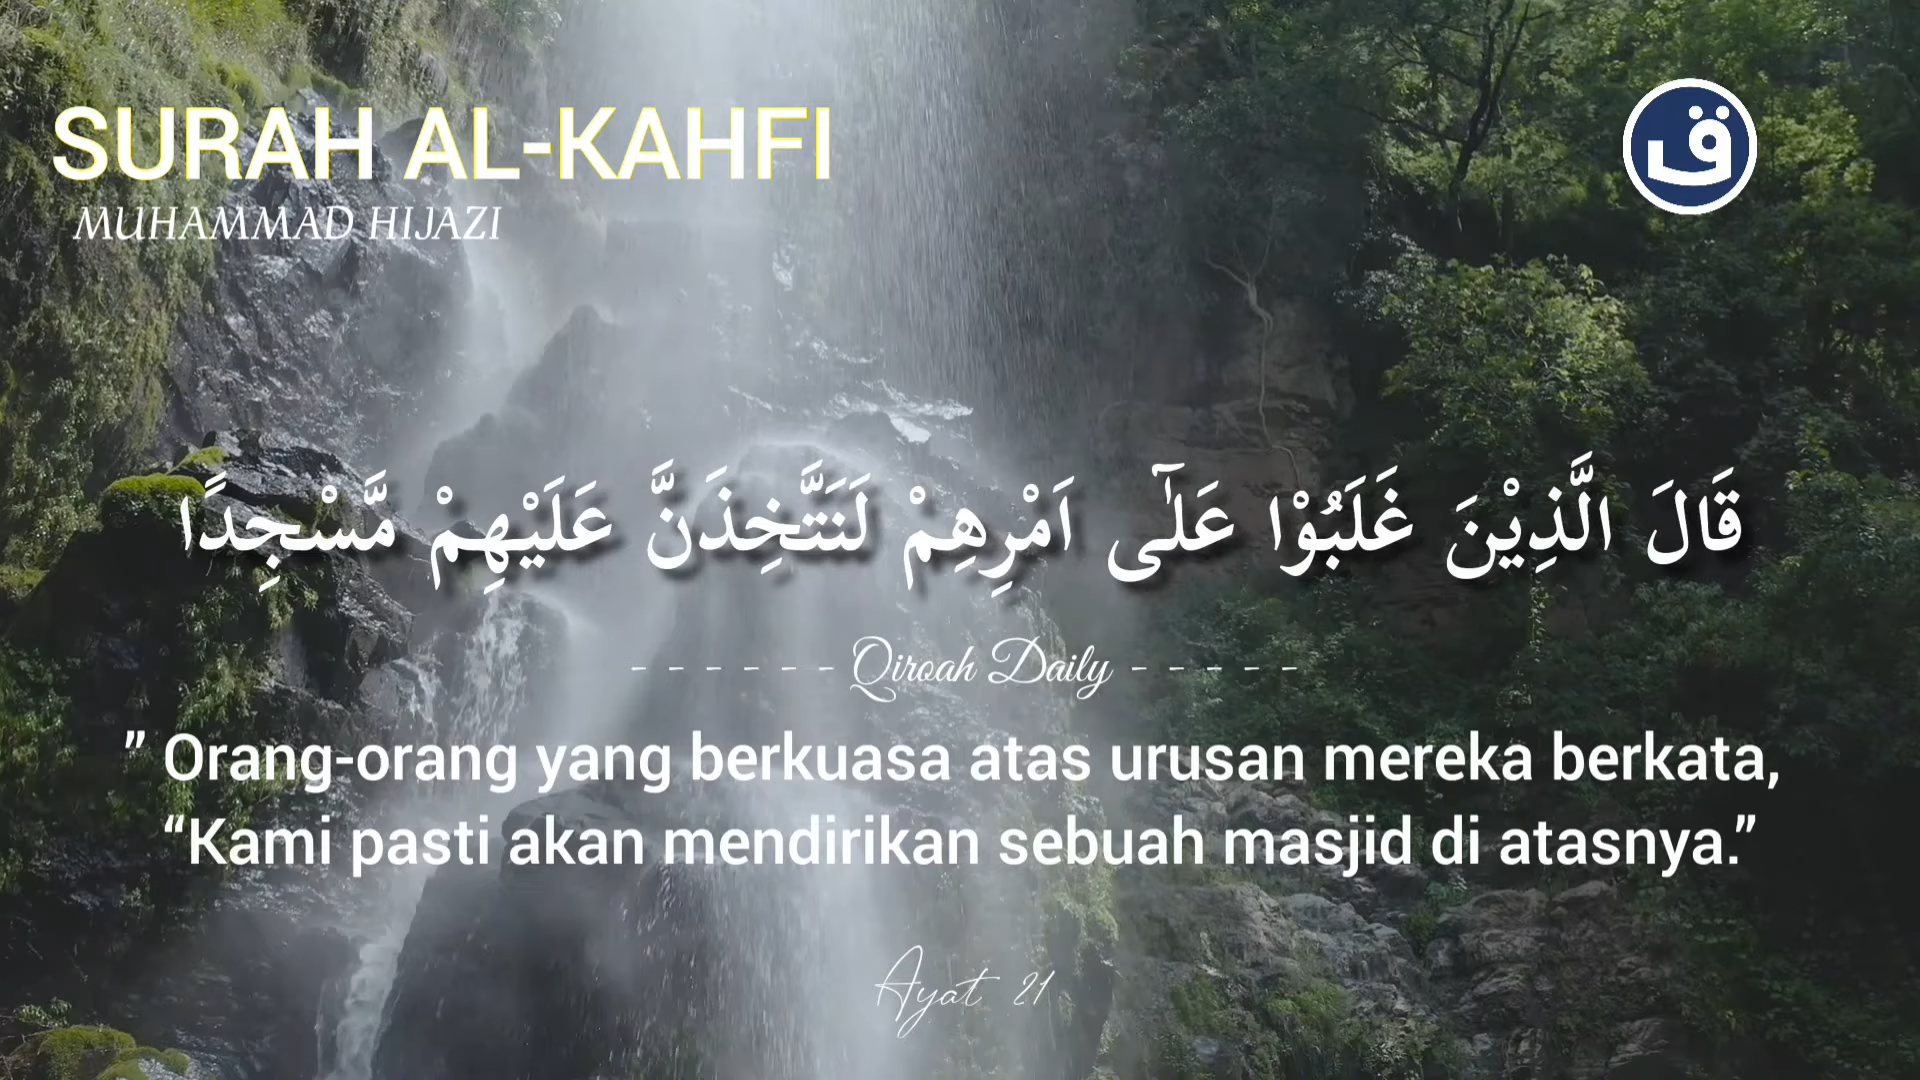 SURAH AL-KAHFI
MUHAMMAD HIJAZI
ق
قَالَ الَّذِيْنَ غَلَبُوْا عَلٰٓى اَمْرِهِمْ لَنَتَّخِذَنَّ عَلَيْهِمْ مَّسْجِدًا
- - - - - - Qiroah Daily - - - - -
” Orang-orang yang berkuasa atas urusan mereka berkata,
“Kami pasti akan mendirikan sebuah masjid di atasnya.”
Ayat 21